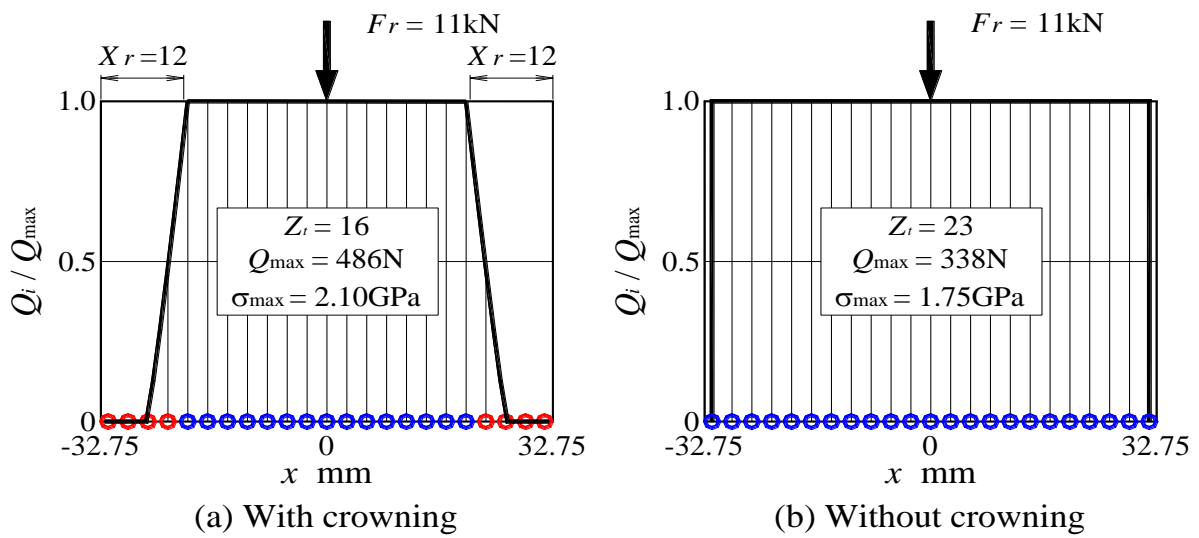 Fr = 11kN
Xr=12
Xr=12
1.0
0.5
0
Qi / Qmax
Zt = 16
Qmax = 486N
σmax = 2.10GPa
-32.75
0
32.75
x mm
(a) With crowning
Fr = 11kN
1.0
0.5
0
Qi / Qmax
Zt = 23
Qmax = 338N
σmax = 1.75GPa
-32.75
0
32.75
x mm
(b) Without crowning